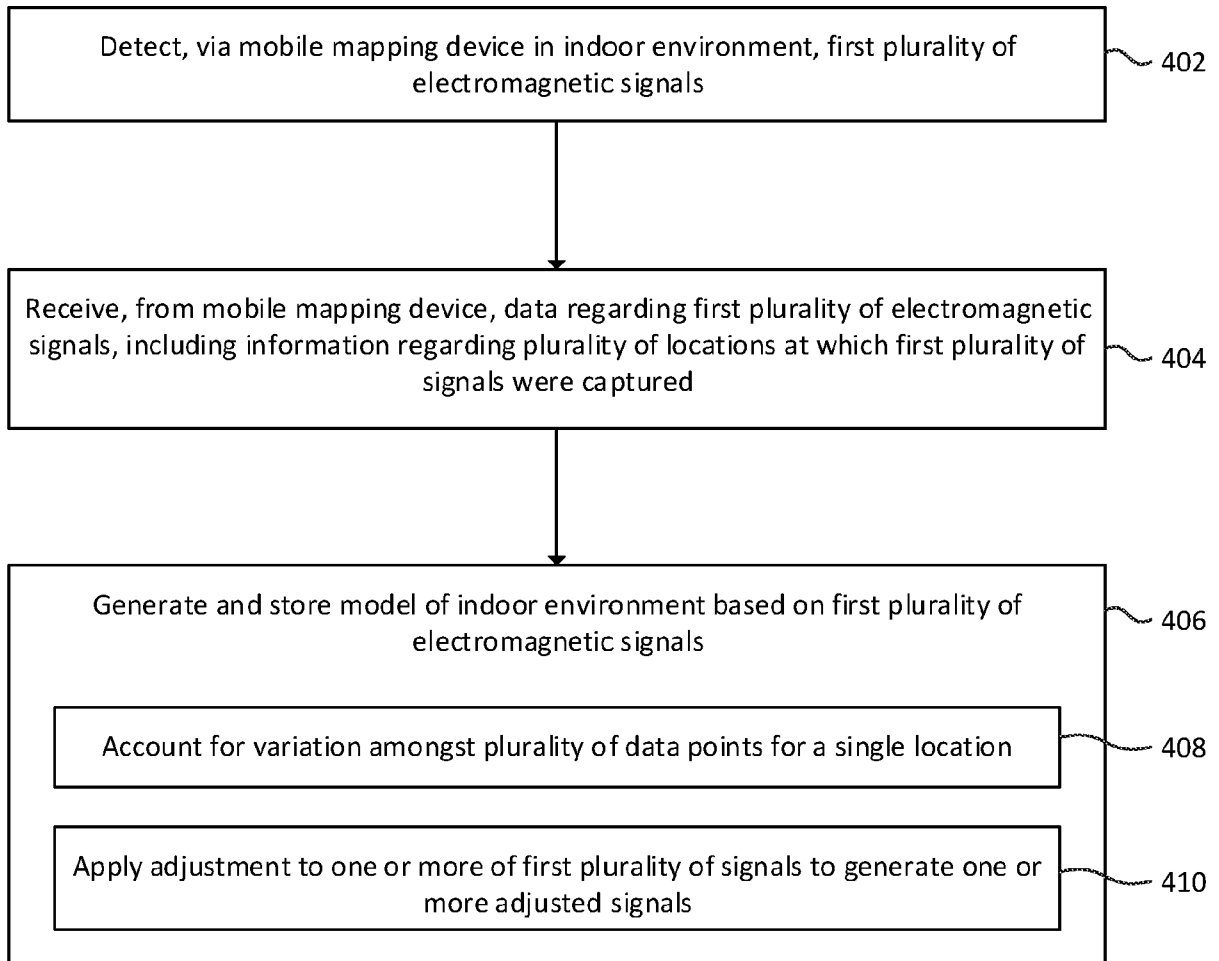 Detect, via mobile mapping device in indoor environment, first plurality of
electromagnetic signals
402
Receive, from mobile mapping device, data regarding first plurality of electromagnetic
signals, including information regarding plurality of locations at which first plurality of
signals were captured
404
Generate and store model of indoor environment based on first plurality of
electromagnetic signals
406
Account for variation amongst plurality of data points for a single location
408
Apply adjustment to one or more of first plurality of signals to generate one or
more adjusted signals
410